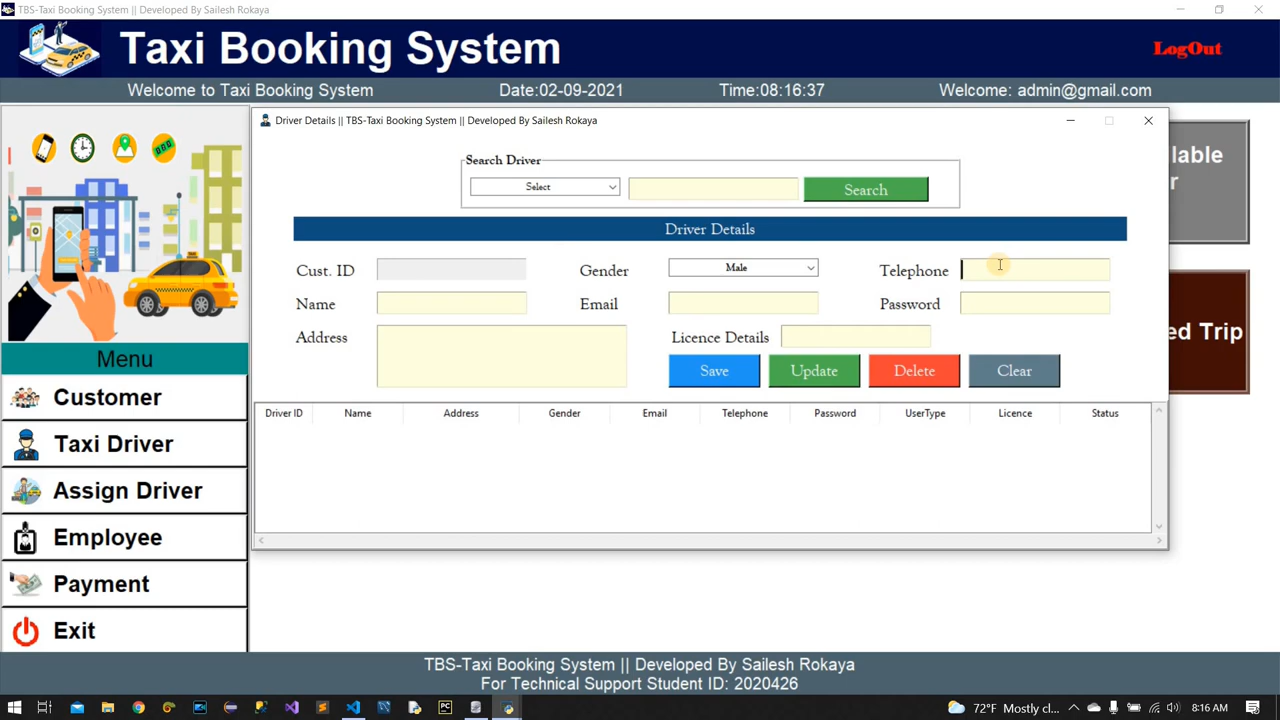 TBS-Taxi Booking System || Developed By Sailesh Rokaya
Taxi Booking System
LogOut
Welcome to Taxi Booking System
Date:02-09-2021
Time:08:16:37
Welcome: admin@gmail.com
Driver Details || TBS-Taxi Booking System || Developed By Sailesh Rokaya
Search Driver
Select
Search
Driver Details
Cust. ID
Gender
Male
Telephone
Name
Email
Password
Address
Licence Details
Save
Update
Delete
Clear
Driver ID Name Address Gender Email Telephone Password UserType Licence Status
Menu
Customer
Taxi Driver
Assign Driver
Employee
Payment
Exit
lable
r
ed Trip
TBS-Taxi Booking System || Developed By Sailesh Rokaya
For Technical Support Student ID: 2020426
72°F Mostly cl...
8:16 AM